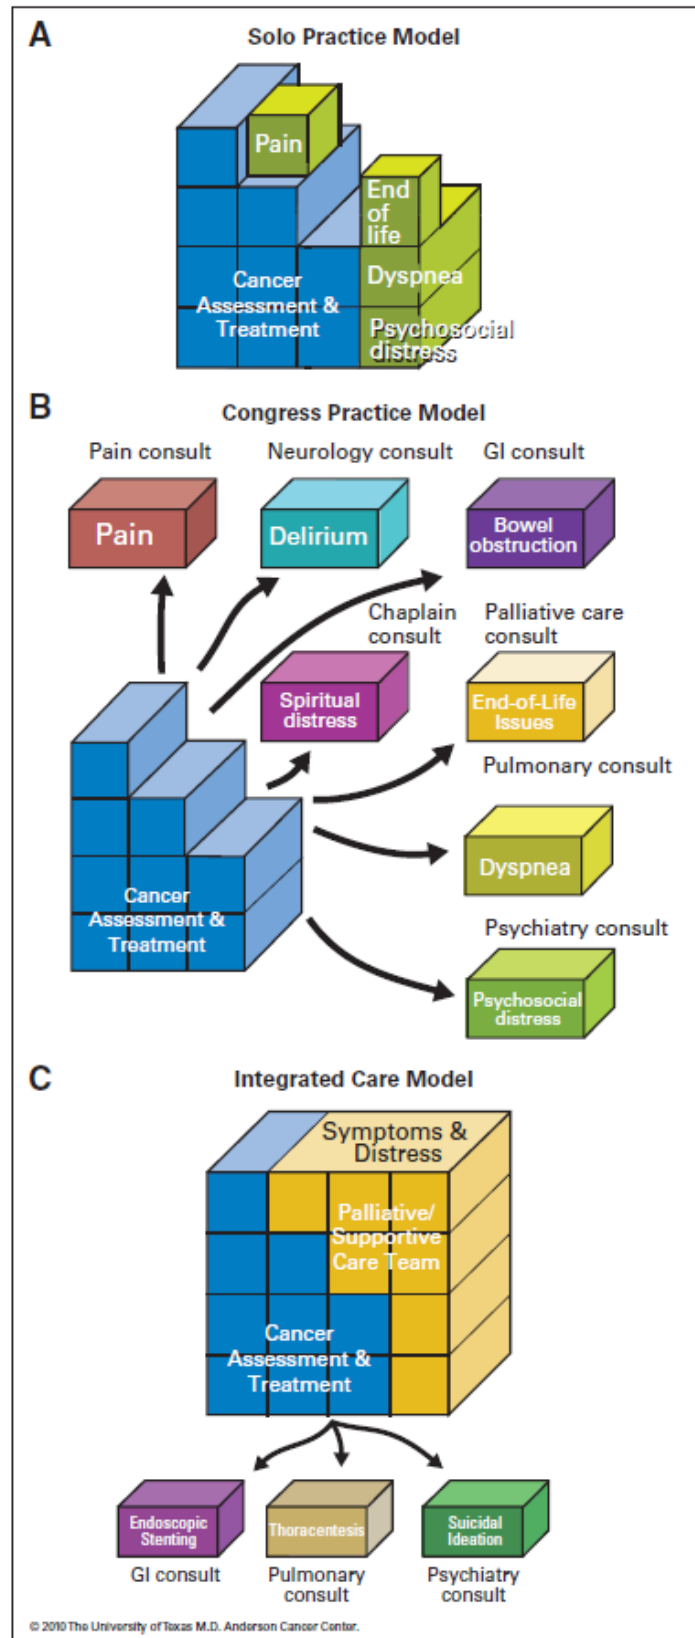 A
Solo Practice Model
Pain
End
of
life
Dyspnea
Cancer
Assessment &
Treatment
Psychosocial
distress
B
Congress Practice Model
Pain consult
Neurology consult
GI consult
Pain
Delirium
Bowel
obstruction
Chaplain
consult
Palliative care
consult
Spiritual
distress
End-of-Life
Issues
Pulmonary consult
Dyspnea
Cancer
Assessment &
Treatment
Psychiatry consult
Psychosocial
distress
C
Integrated Care Model
Symptoms &
Distress
Palliative/
Supportive
Care Team
Cancer
Assessment &
Treatment
Endoscopic
Stenting
Thoracentesis
Suicidal
Ideation
GI consult
Pulmonary
consult
Psychiatry
consult
© 2010 The University of Texas M.D. Anderson Cancer Center.